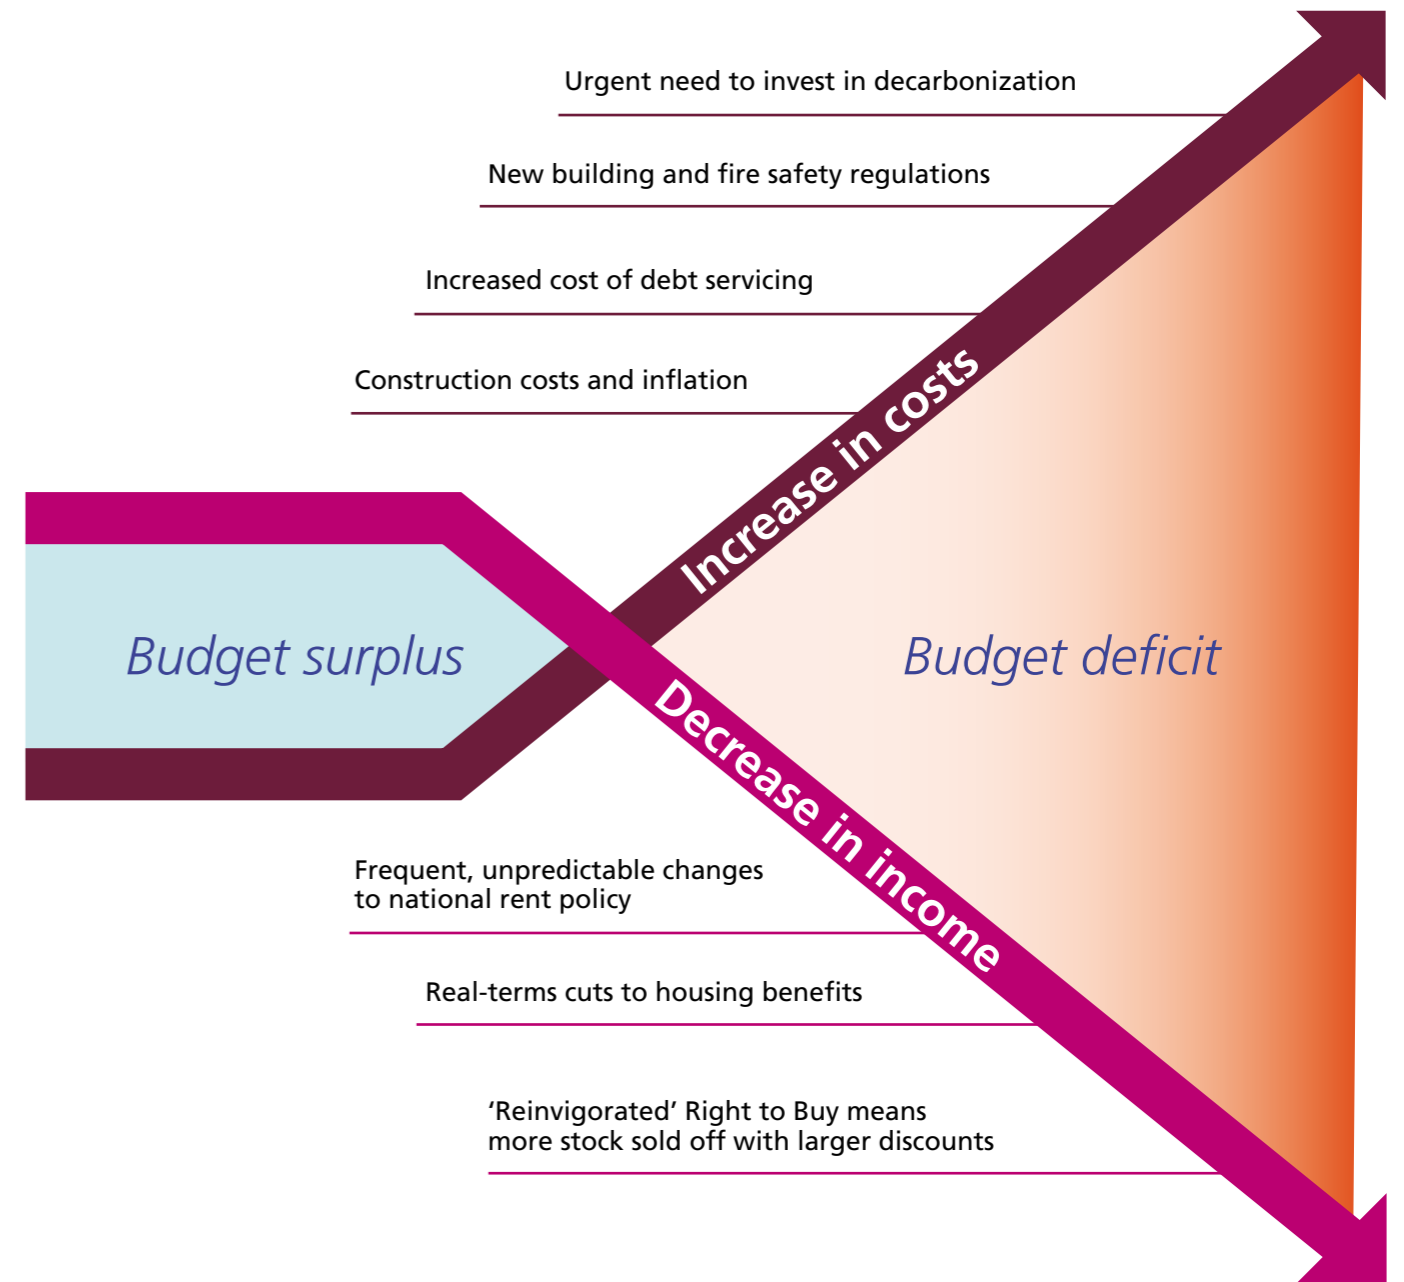 Urgent need to invest in decarbonization
New building and fire safety regulations
Increased cost of debt servicing
Construction costs and inflation
Increase in costs
Budget surplus
Budget deficit
Decrease in income
Frequent, unpredictable changes
to national rent policy
Real-terms cuts to housing benefits
‘Reinvigorated’ Right to Buy means
more stock sold off with larger discounts